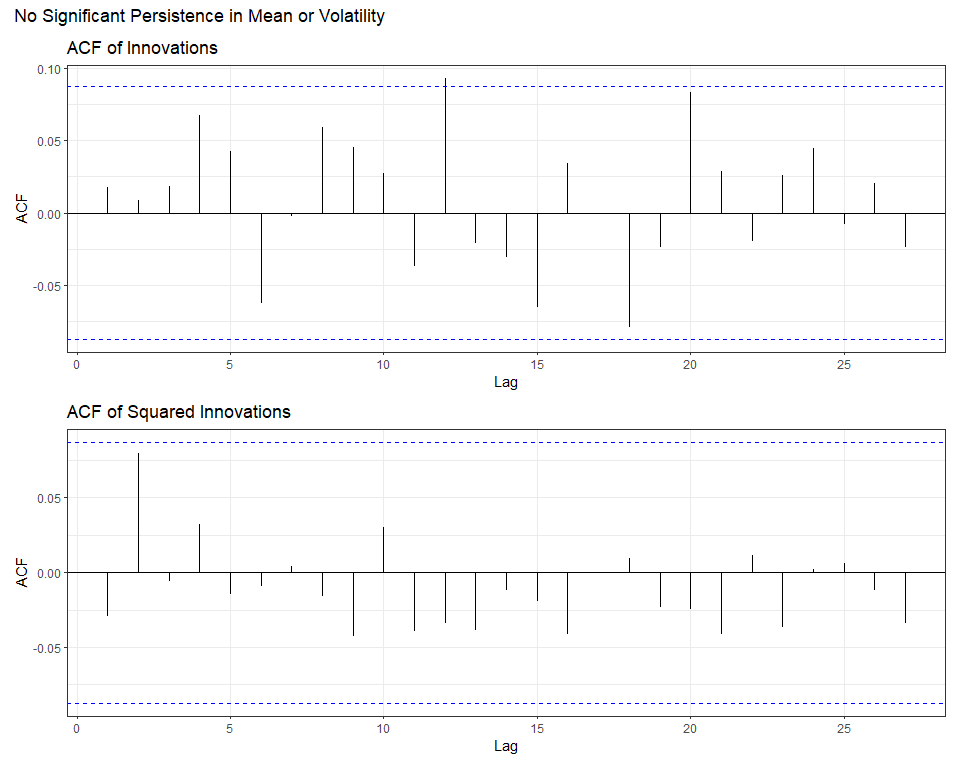 No Significant Persistence in Mean or Volatility
ACF of Innovations
0.10
0.05
0.00
-0.05
ACF
0 5 10 15 20 25
Lag
ACF of Squared Innovations
0.05
0.00
-0.05
ACF
0 5 10 15 20 25
Lag